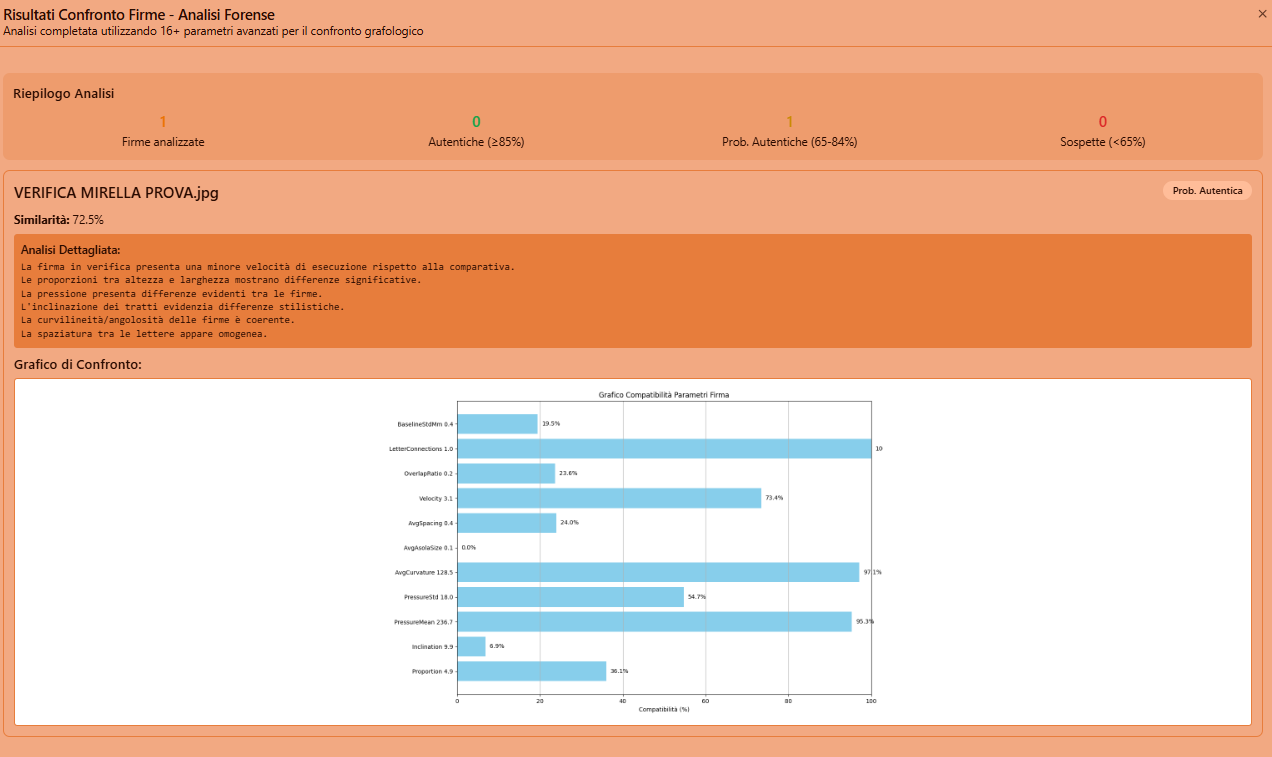 Risultati Confronto Firme - Analisi Forense
Analisi completata utilizzando 16+ parametri avanzati per il confronto grafologico
Riepilogo Analisi
1
Firme analizzate
0
Autentiche (≥85%)
1
Prob. Autentiche (65-84%)
0
Sospette (<65%)
VERIFICA MIRELLA PROVA.jpg
Prob. Autentica
Similarità: 72.5%
Analisi Dettagliata:
La firma in verifica presenta una minore velocità di esecuzione rispetto alla comparativa.
Le proporzioni tra altezza e larghezza mostrano differenze significative.
La pressione presenta differenze evidenti tra le firme.
L'inclinazione dei tratti evidenzia differenze stilistiche.
La curvilineità/angolosità delle firme è coerente.
La spaziatura tra le lettere appare omogenea.
Grafico di Confronto:
Grafico Compatibilità Parametri Firma
BaselineStdMm 0.4 19.5%
LetterConnections 1.0 10
OverlapRatio 0.2 23.6%
Velocity 3.1 73.4%
AvgSpacing 0.4 24.0%
AvgAsolaSize 0.1 0.0%
AvgCurvature 128.5 97.1%
PressureStd 18.0 54.7%
PressureMean 236.7 95.3%
Inclination 9.9 6.9%
Proportion 4.9 36.1%
0 20 40 60 80 100
Compatibilità (%)